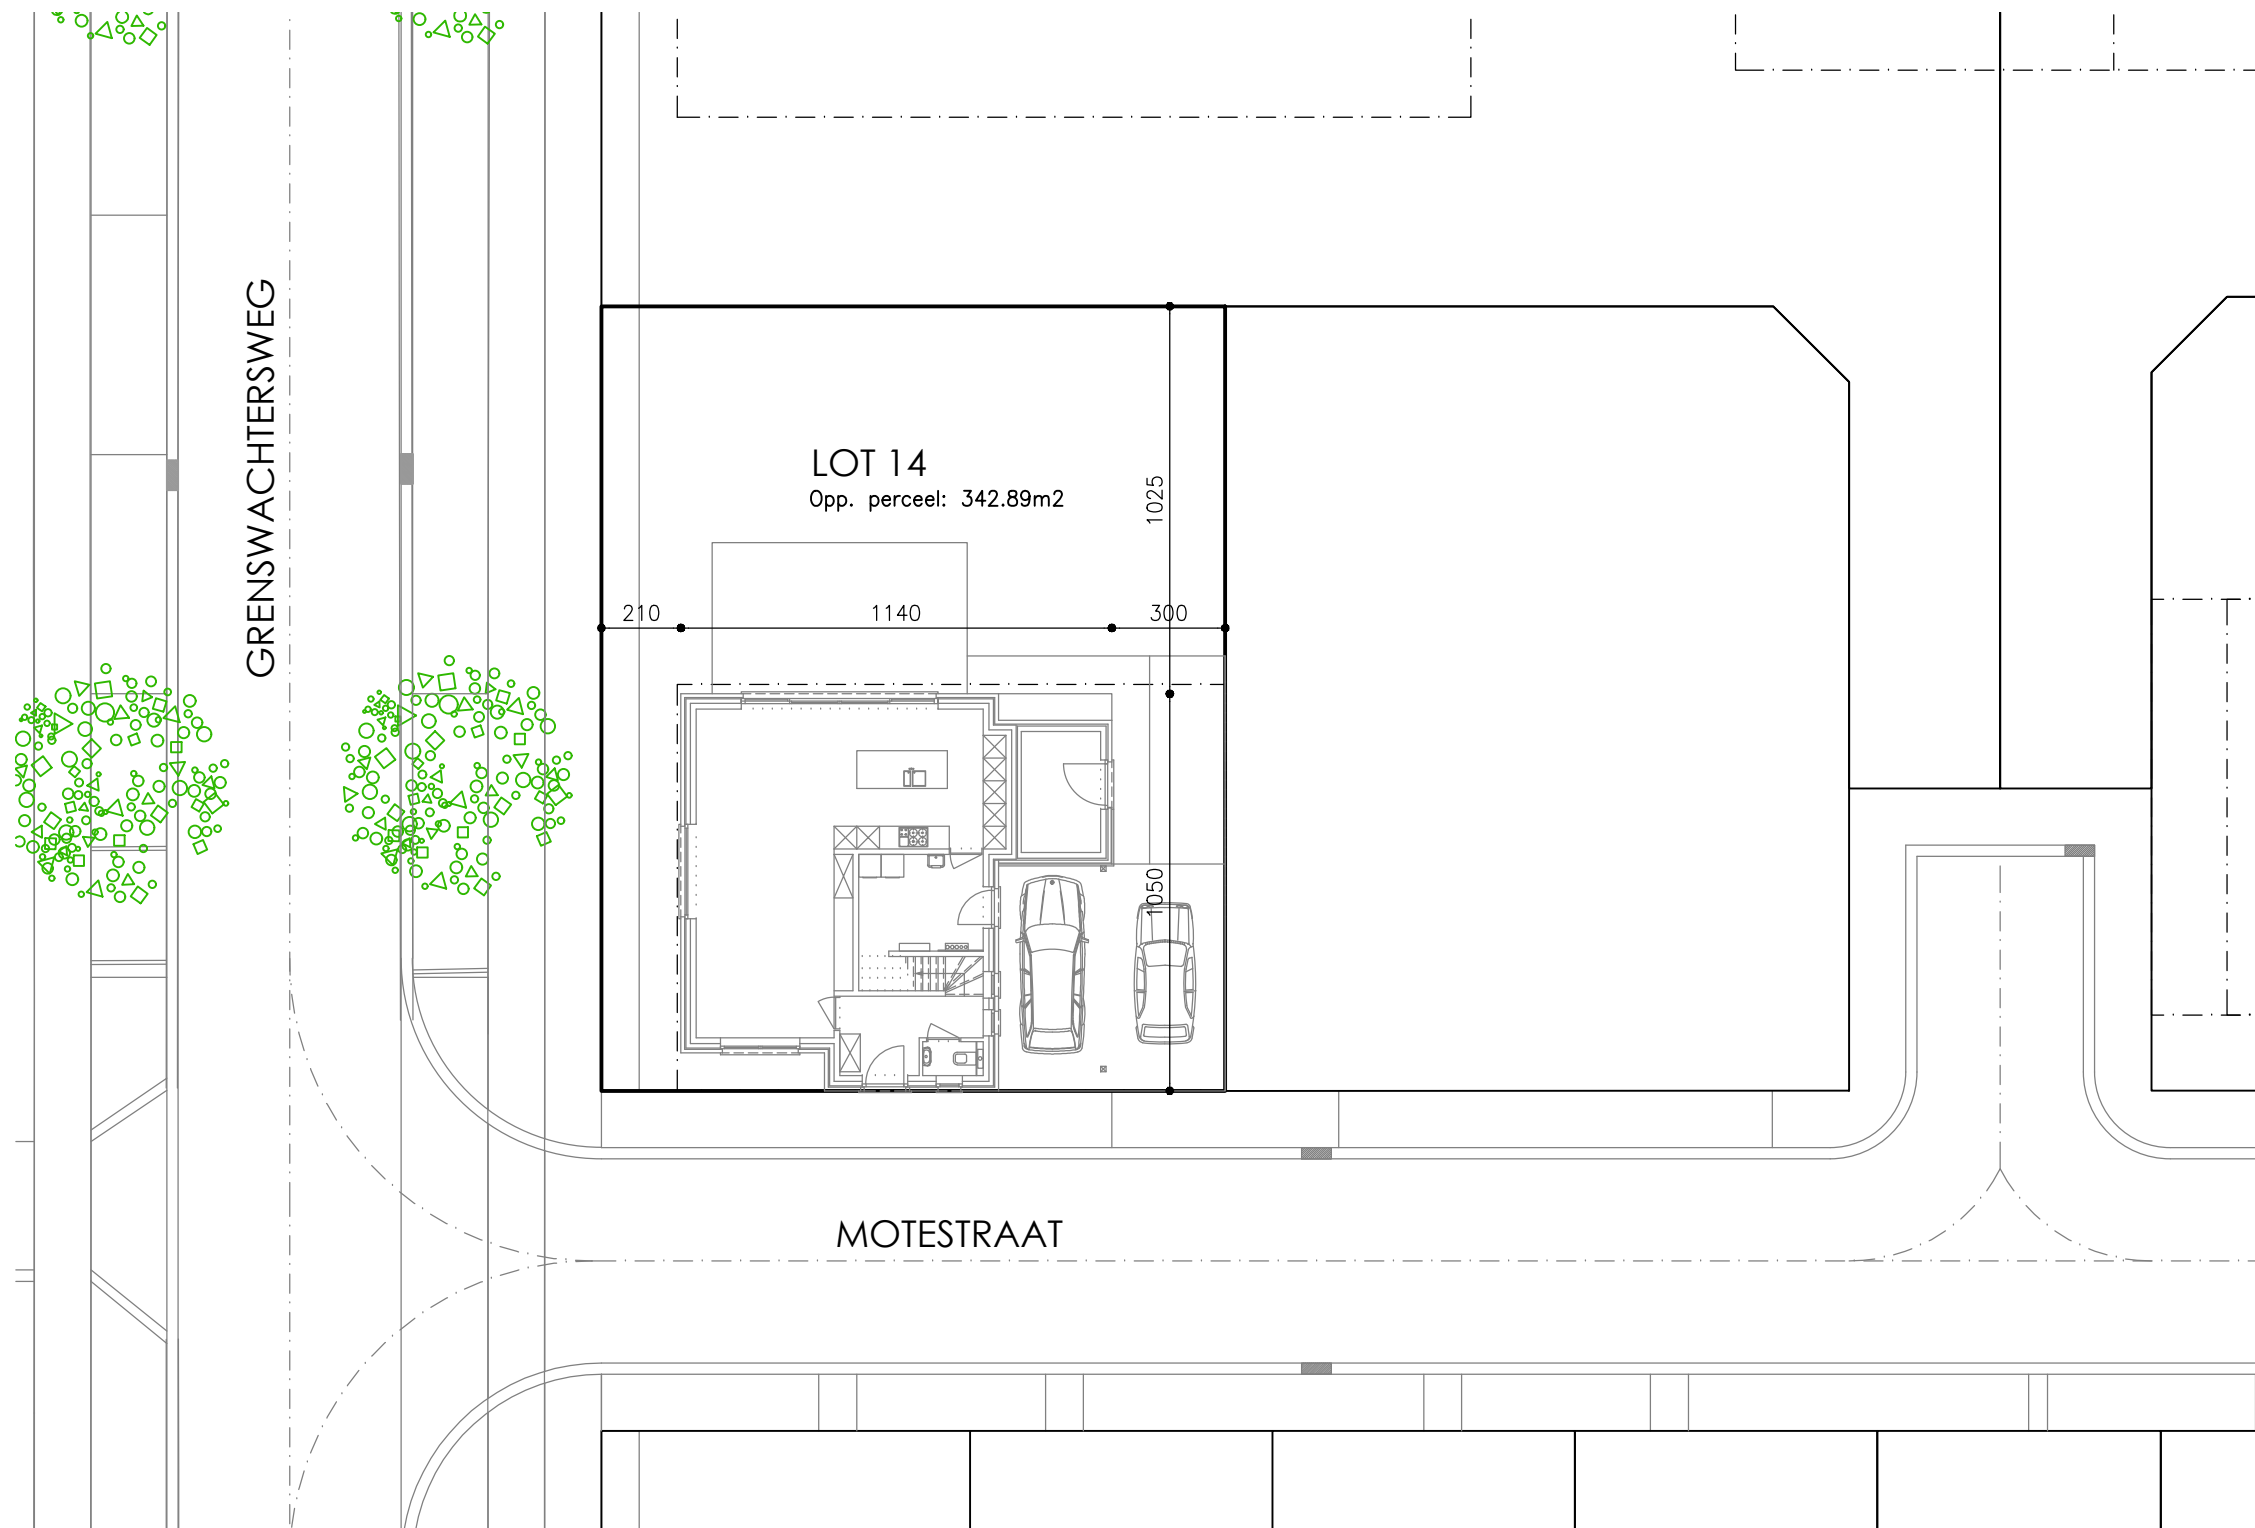 GRENSWACHTERSWEG
LOT 14
Opp. perceel: 342.89m2
1025
210
1140
300
1050
MOTESTRAAT